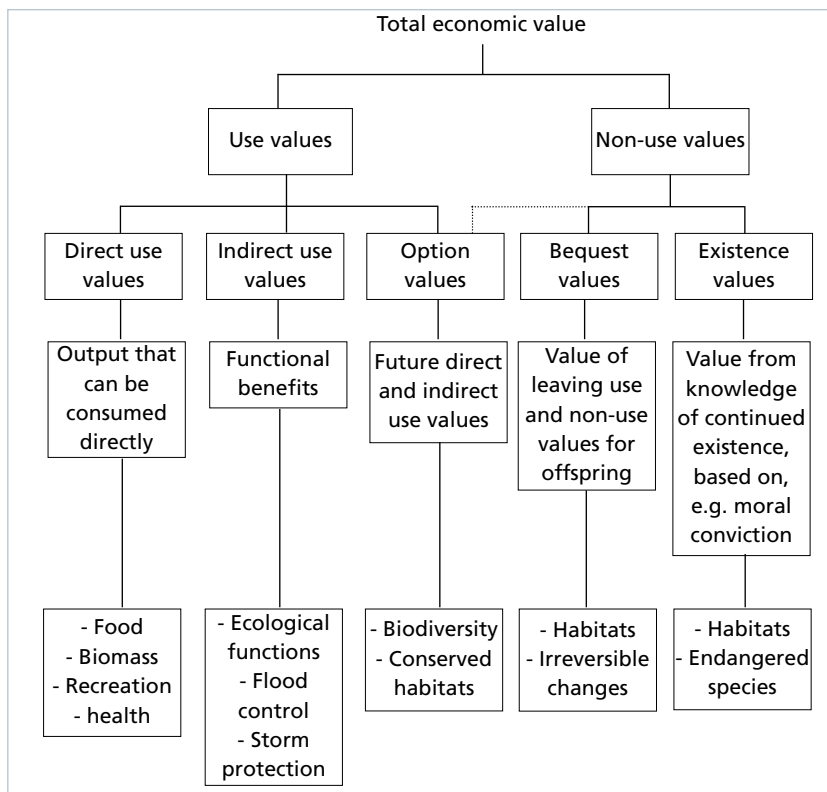 Total economic value
Use values
Non-use values
Direct use
values
Indirect use
values
Option
values
Bequest
values
Existence
values
Output that
can be
consumed
directly
Functional
benefits
Future direct
and indirect
use values
Value of
leaving use
and non-use
values for
offspring
Value from
knowledge
of continued
existence,
based on,
e.g. moral
conviction
- Food
- Biomass
- Recreation
- health
- Ecological
functions
- Flood
control
- Storm
protection
- Biodiversity
- Conserved
habitats
- Habitats
- Irreversible
changes
- Habitats
- Endangered
species